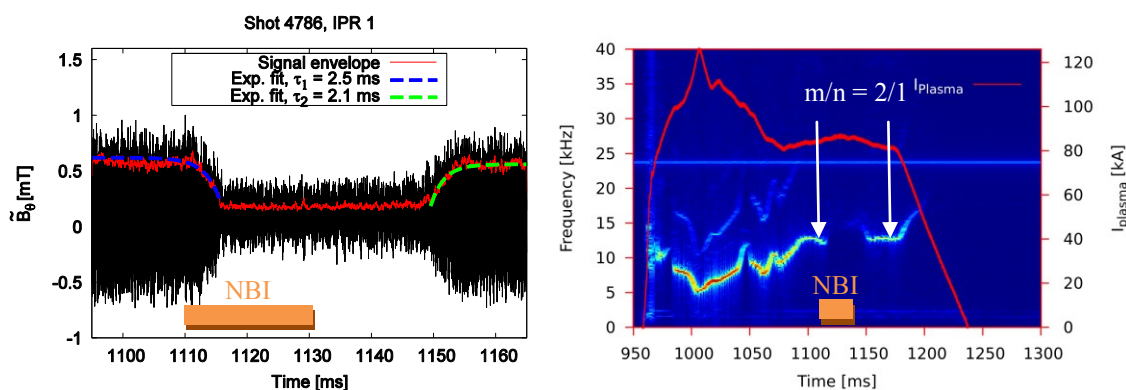 Shot 4786, IPR 1
Signal envelope
Exp. fit, τ1 = 2.5 ms
Exp. fit, τ2 = 2.1 ms
1.5
1
0.5
0
-0.5
-1
B̃θ [mT]
NBI
1100 1110 1120 1130 1140 1150 1160
Time [ms]
40
35
30
25
20
15
10
5
0
Frequency [kHz]
m/n = 2/1
IPlasma
NBI
120
100
80
60
40
20
0
Iplasma [kA]
950 1000 1050 1100 1150 1200 1250 1300
Time [ms]